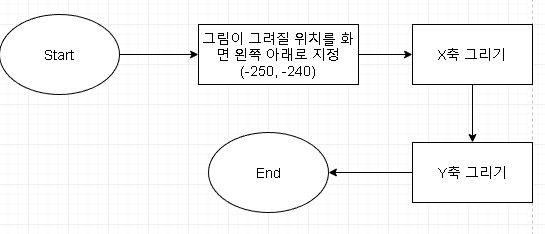 Start
그림이 그려질 위치를 화
면 왼쪽 아래로 지정
(-250, -240)
X축 그리기
End
Y축 그리기